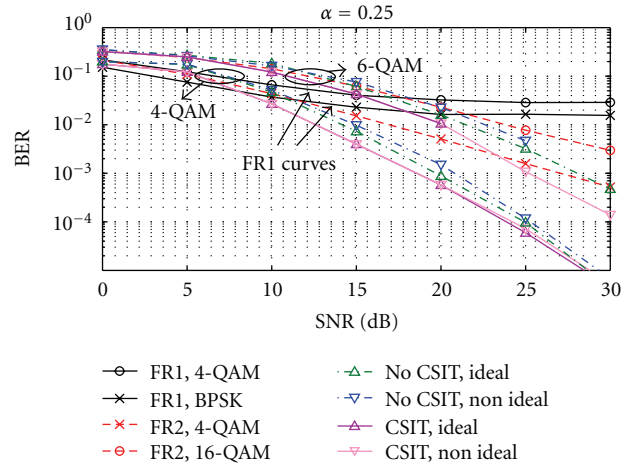 α = 0.25
10⁰
10⁻¹
10⁻²
10⁻³
10⁻⁴
BER
6-QAM
4-QAM
FR1 curves
0 5 10 15 20 25 30
SNR (dB)
FR1, 4-QAM
FR1, BPSK
FR2, 4-QAM
FR2, 16-QAM
No CSIT, ideal
No CSIT, non ideal
CSIT, ideal
CSIT, non ideal